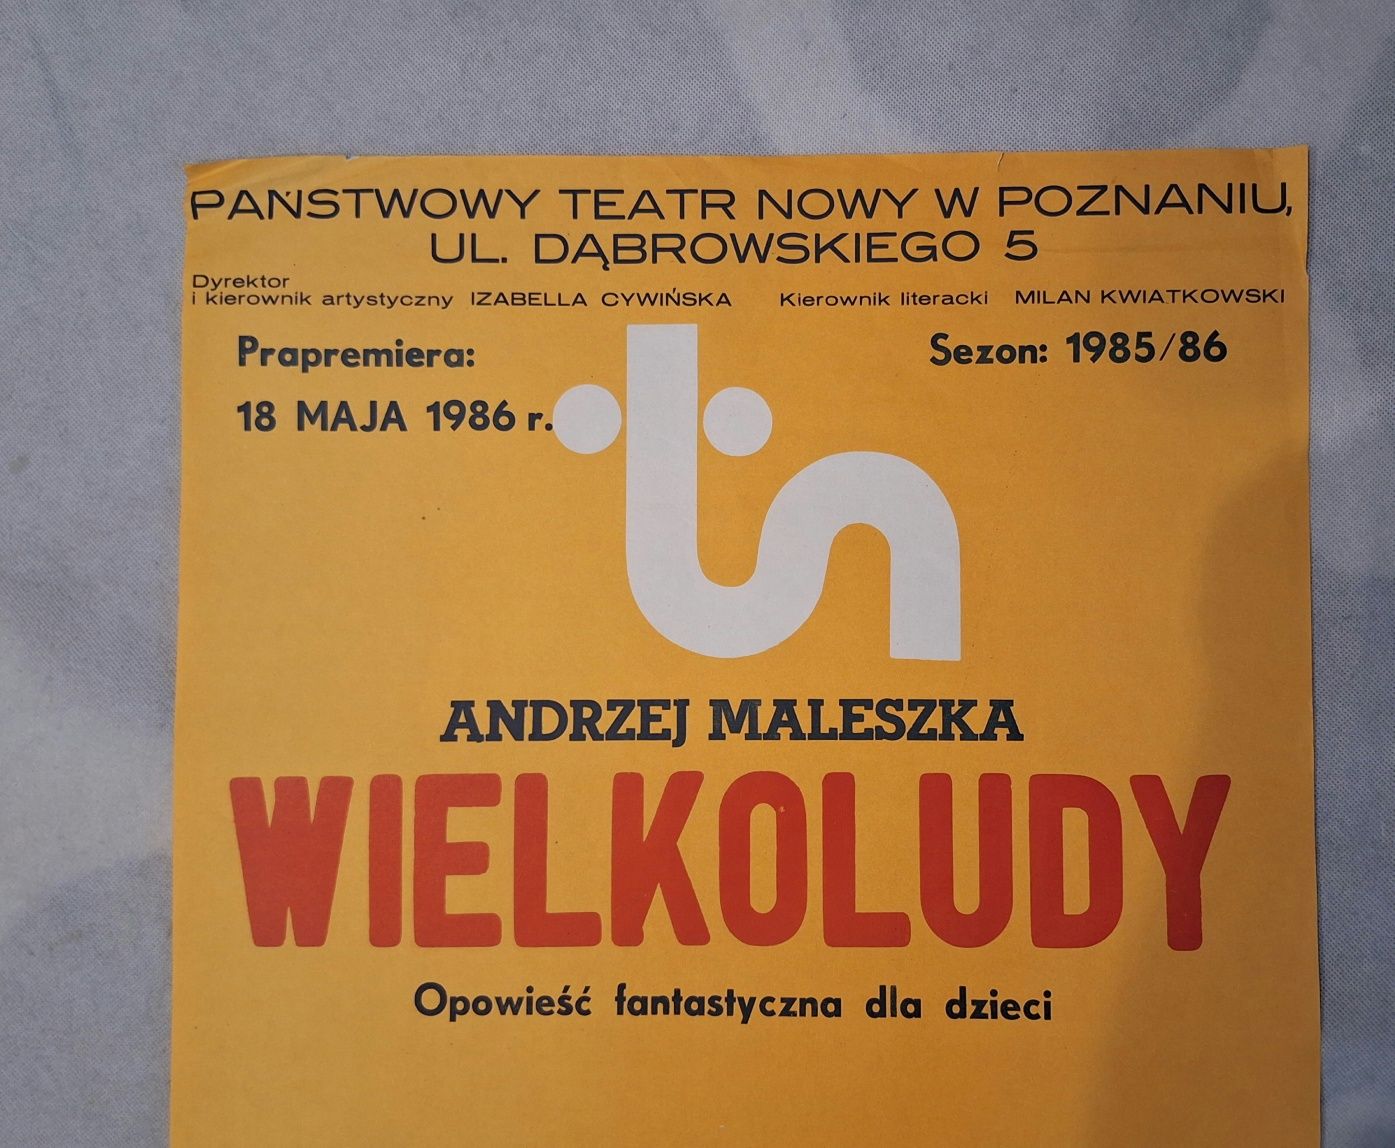 PAŃSTWOWY TEATR NOWY W POZNANIU,
UL. DĄBROWSKIEGO 5
Dyrektor
i kierownik artystyczny IZABELLA CYWIŃSKA Kierownik literacki MILAN KWIATKOWSKI
Prapremiera: Sezon: 1985/86
18 MAJA 1986 r.
tn
ANDRZEJ MALESZKA
WIELKOLUDY
Opowieść fantastyczna dla dzieci